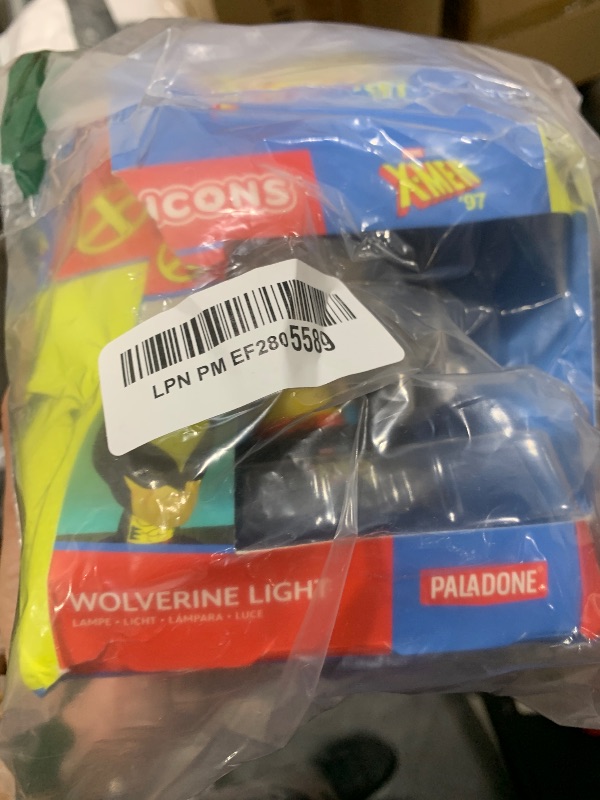 ICONS
X-MEN
'97
LPN PM EF2805589
WOLVERINE LIGHT
LAMPE • LICHT • LÁMPARA • LUCE
PALADONE